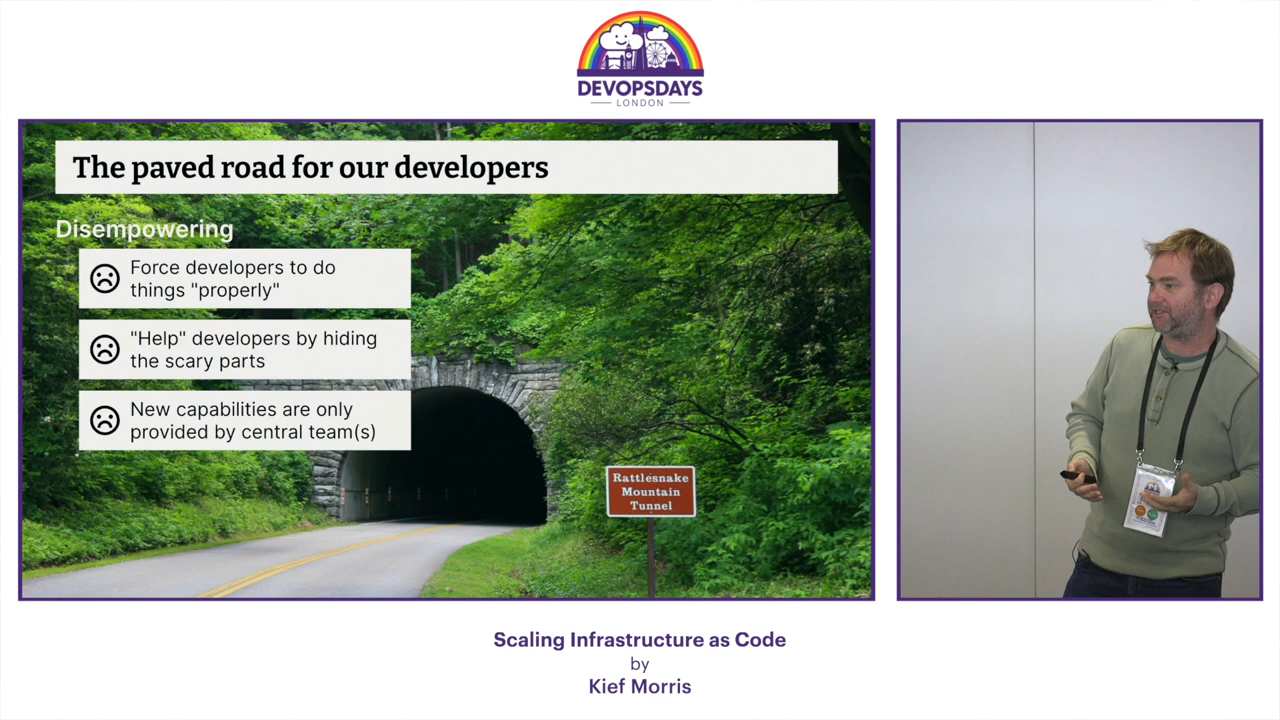 DEVOPSDAYS
LONDON
The paved road for our developers
Disempowering
Force developers to do
things "properly"
"Help" developers by hiding
the scary parts
New capabilities are only
provided by central team(s)
Rattlesnake
Mountain
Tunnel
Scaling Infrastructure as Code
by
Kief Morris